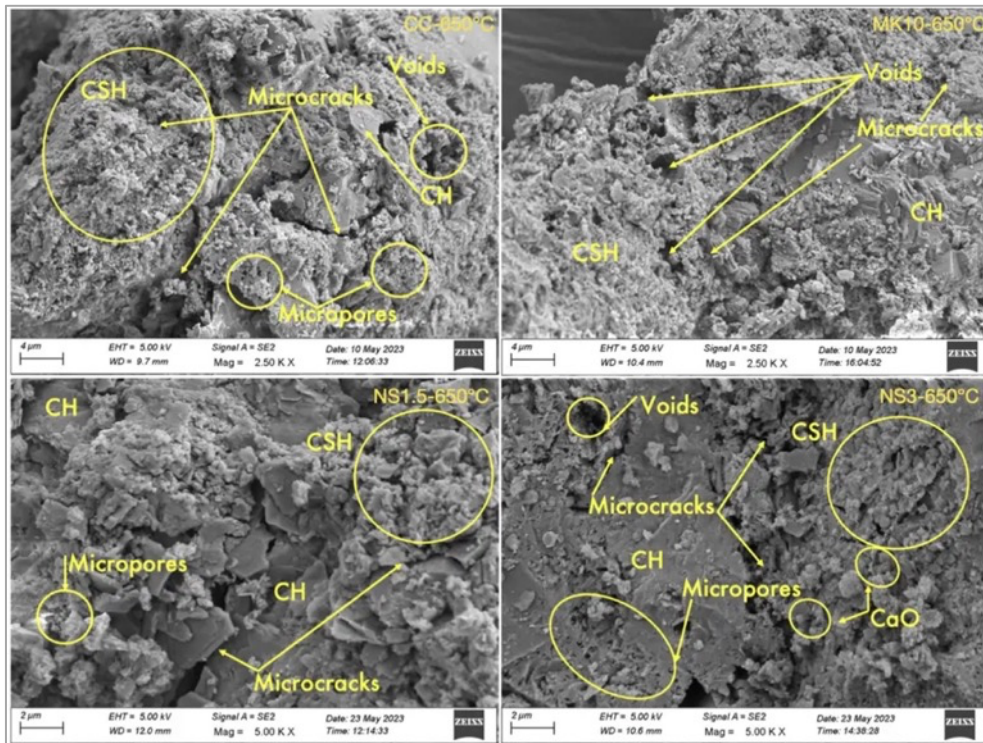 CC-650°C
Voids
CSH
Microcracks
CH
Micropores
4 µm
EHT = 5.00 kV
WD = 9.7 mm
Signal A = SE2
Mag = 2.50 K X
Date: 10 May 2023
Time: 12:06:33
ZEISS
MK10-650°C
Voids
Microcracks
CH
CSH
4 µm
EHT = 5.00 kV
WD = 10.4 mm
Signal A = SE2
Mag = 2.50 K X
Date: 10 May 2023
Time: 16:04:52
ZEISS
NS1.5-650°C
CH
CSH
Micropores
CH
Microcracks
2 µm
EHT = 5.00 kV
WD = 12.0 mm
Signal A = SE2
Mag = 5.00 K X
Date: 23 May 2023
Time: 12:14:33
ZEISS
NS3-650°C
Voids
CSH
Microcracks
CH
Micropores
CaO
2 µm
EHT = 5.00 kV
WD = 10.6 mm
Signal A = SE2
Mag = 5.00 K X
Date: 23 May 2023
Time: 14:38:28
ZEISS